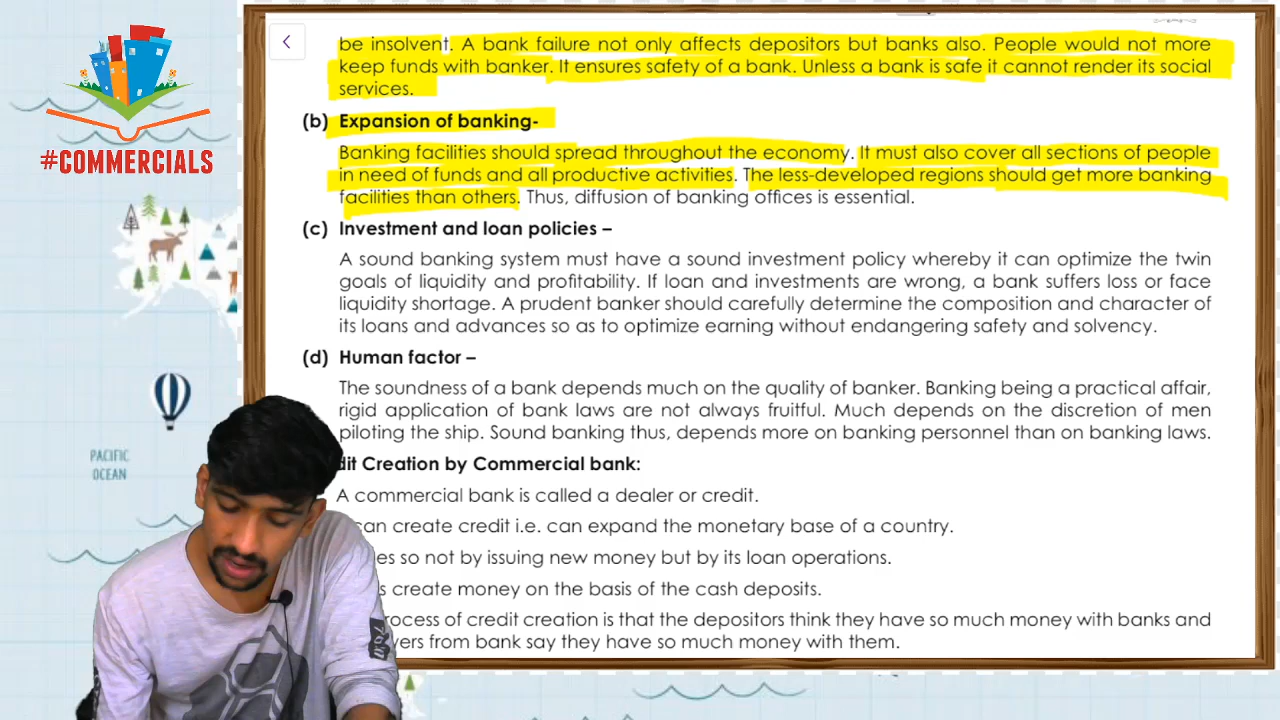 be insolvent. A bank failure not only affects depositors but banks also. People would not more
keep funds with banker. It ensures safety of a bank. Unless a bank is safe it cannot render its social
services.
(b) Expansion of banking-
Banking facilities should spread throughout the economy. It must also cover all sections of people
in need of funds and all productive activities. The less-developed regions should get more banking
facilities than others. Thus, diffusion of banking offices is essential.
#COMMERCIALS
(c) Investment and loan policies –
A sound banking system must have a sound investment policy whereby it can optimize the twin
goals of liquidity and profitability. If loan and investments are wrong, a bank suffers loss or face
liquidity shortage. A prudent banker should carefully determine the composition and character of
its loans and advances so as to optimize earning without endangering safety and solvency.
(d) Human factor –
The soundness of a bank depends much on the quality of banker. Banking being a practical affair,
rigid application of bank laws are not always fruitful. Much depends on the discretion of men
piloting the ship. Sound banking thus, depends more on banking personnel than on banking laws.
PACIFIC
OCEAN
Creation by Commercial bank:
A commercial bank is called a dealer or credit.
can create credit i.e. can expand the monetary base of a country.
so not by issuing new money but by its loan operations.
create money on the basis of the cash deposits.
of credit creation is that the depositors think they have so much money with banks and
from bank say they have so much money with them.